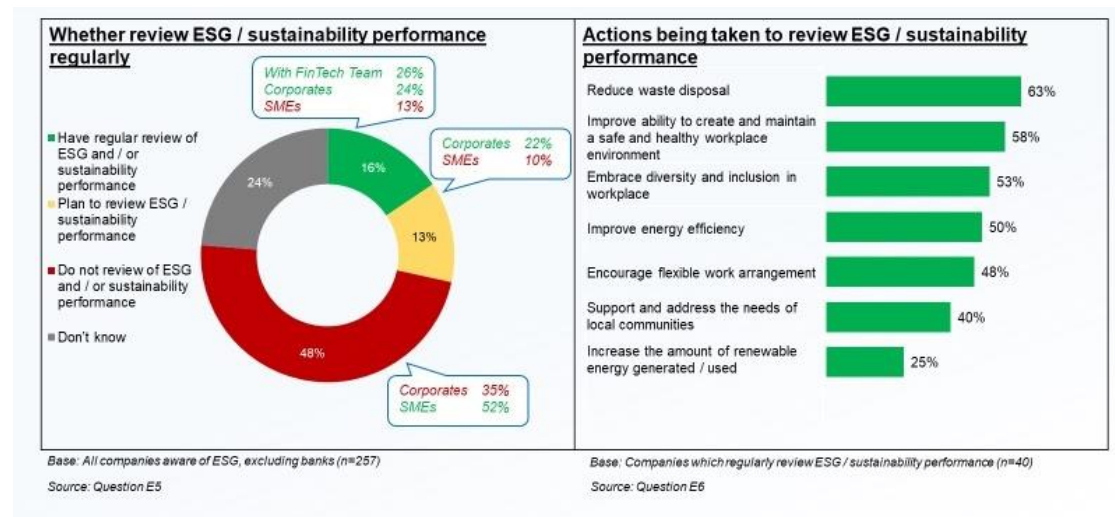 Whether review ESG / sustainability performance
regularly
With FinTech Team 26%
Corporates 24%
SMEs 13%
Corporates 22%
SMEs 10%
Have regular review of
ESG and / or
sustainability
performance
Plan to review ESG /
sustainability
performance
Do not review of ESG
and / or sustainability
performance
Don't know
16%
13%
48%
24%
Corporates 35%
SMEs 52%
Base: All companies aware of ESG, excluding banks (n=257)
Source: Question E5
Actions being taken to review ESG / sustainability
performance
Reduce waste disposal 63%
Improve ability to create and maintain
a safe and healthy workplace
environment
58%
Embrace diversity and inclusion in
workplace
53%
Improve energy efficiency 50%
Encourage flexible work arrangement 48%
Support and address the needs of
local communities
40%
Increase the amount of renewable
energy generated / used
25%
Base: Companies which regularly review ESG / sustainability performance (n=40)
Source: Question E6